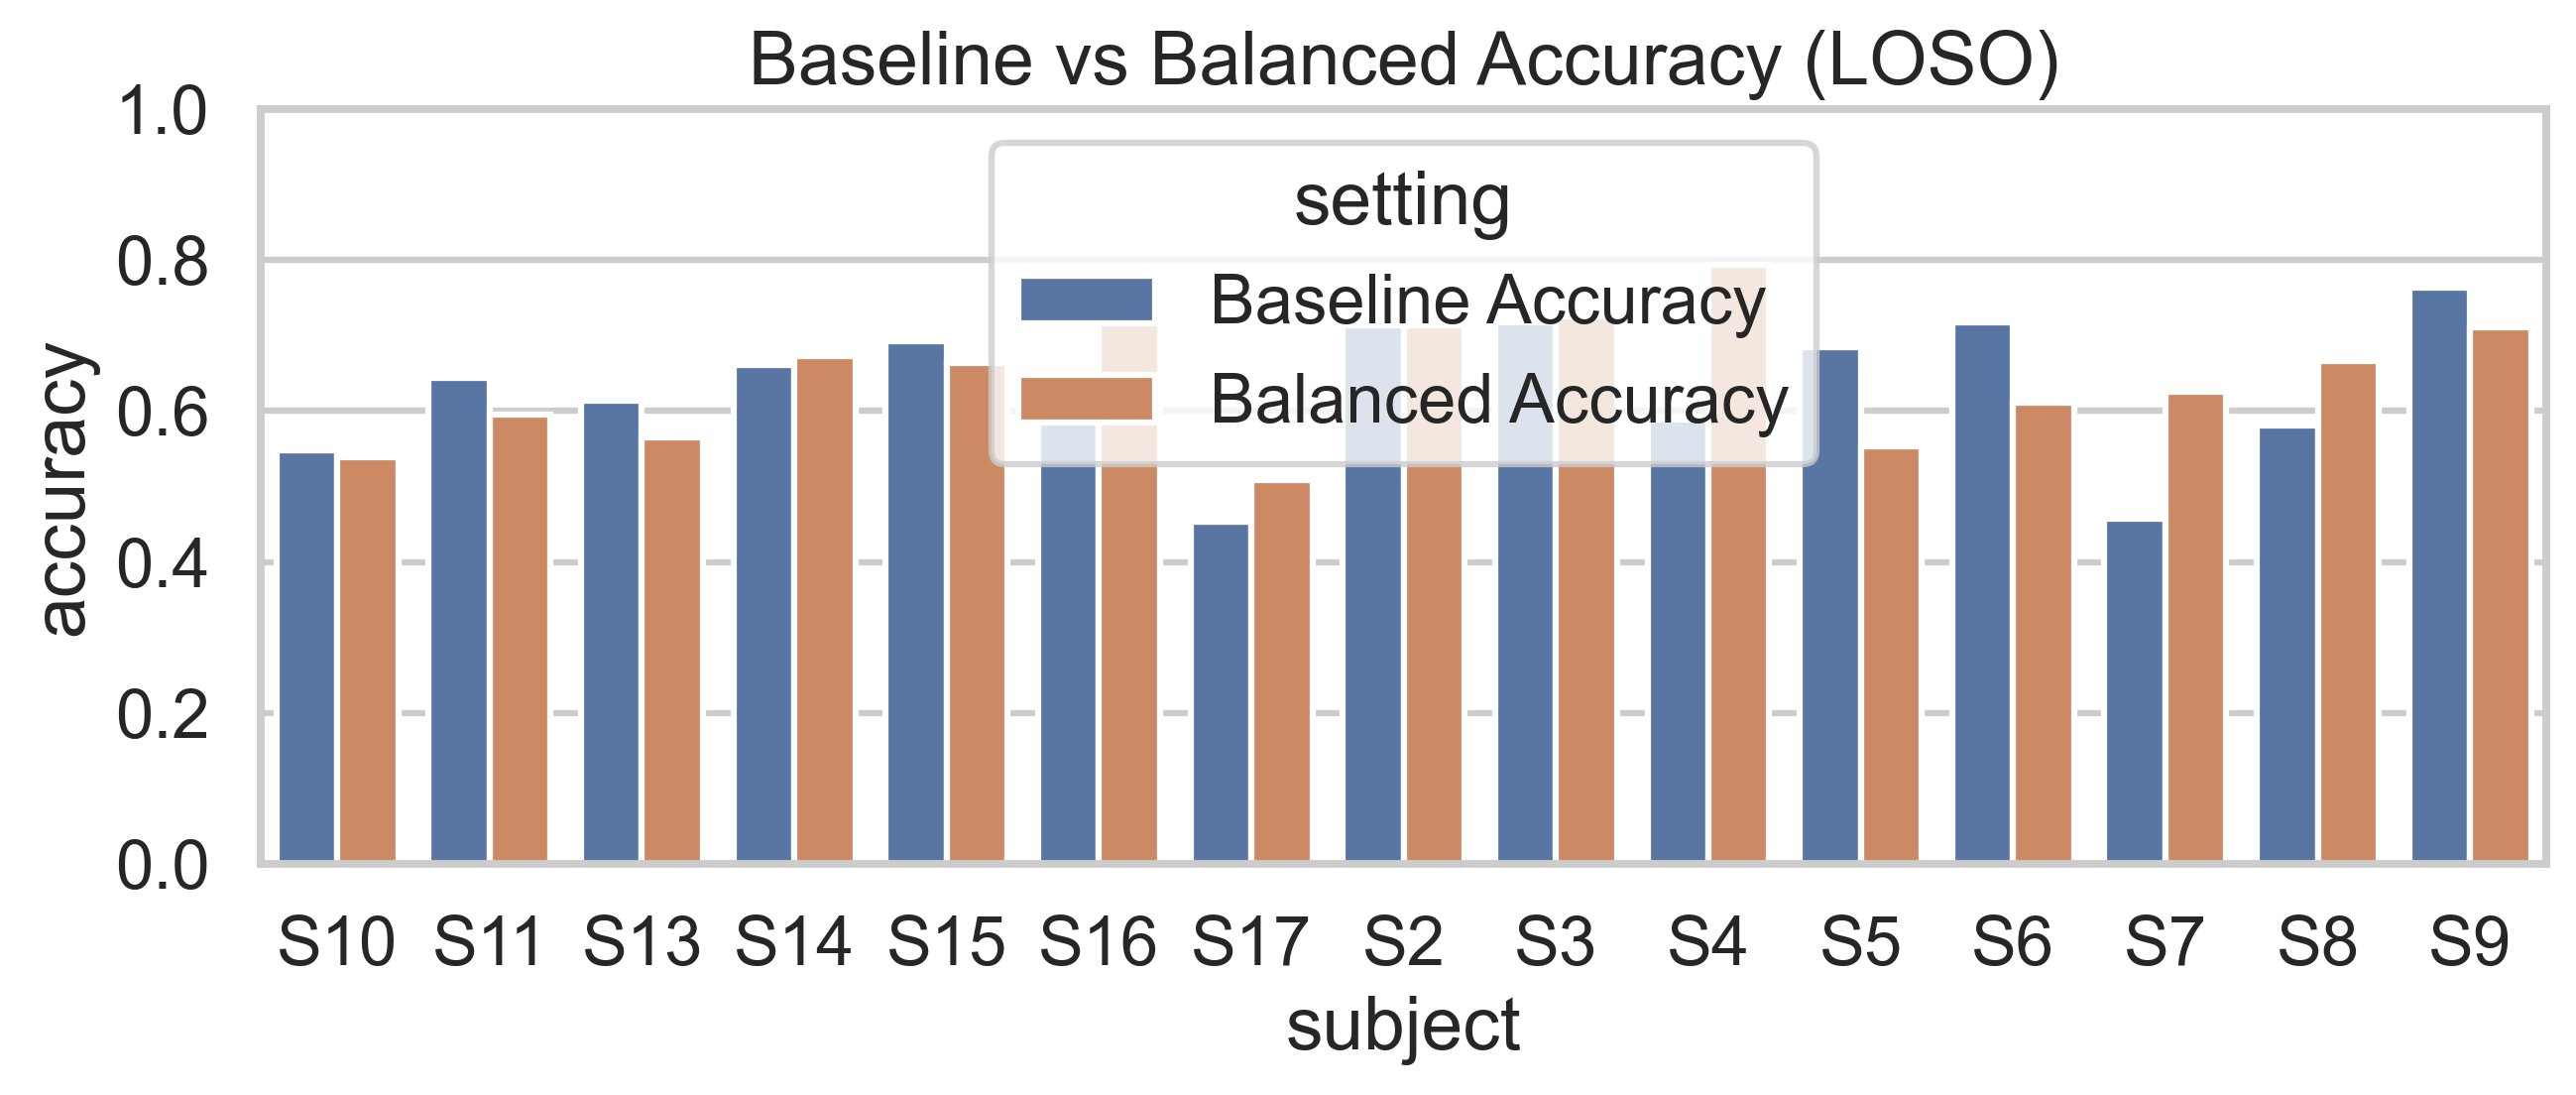 Baseline vs Balanced Accuracy (LOSO)
1.0
0.8
0.6
0.4
0.2
0.0
accuracy
setting
Baseline Accuracy
Balanced Accuracy
S10 S11 S13 S14 S15 S16 S17 S2 S3 S4 S5 S6 S7 S8 S9
subject